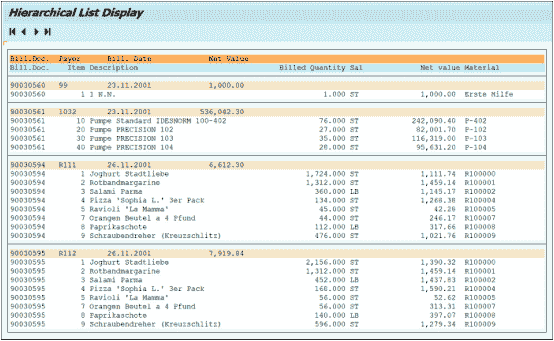 Hierarchical List Display
Bill.Doc. Payor Bill. Date Net Value
Bill.Doc. Item Description Billed Quantity Sal Net value Material
90030560 99 23.11.2001 1,000.00
90030560 1 1 H.N. 1.000 ST 1,000.00 Erste Hilfe
90030561 1032 23.11.2001 536,042.30
90030561 10 Pumpe Standard IDESNORM 100-402 76.000 ST 242,090.40 P-402
90030561 20 Pumpe PRECISION 102 27.000 ST 82,001.70 P-102
90030561 30 Pumpe PRECISION 103 35.000 ST 116,319.00 P-103
90030561 40 Pumpe PRECISION 104 28.000 ST 95,631.20 P-104
90030594 R111 26.11.2001 6,612.30
90030594 1 Joghurt Stadtliebe 1,724.000 ST 1,111.74 R100000
90030594 2 Rotbandmargarine 1,312.000 ST 1,459.14 R100001
90030594 3 Salami Parma 360.000 LB 1,145.17 R100002
90030594 4 Pizza 'Sophia L.' 3er Pack 134.000 ST 1,268.38 R100004
90030594 5 Ravioli 'La Mamma' 45.000 ST 42.28 R100005
90030594 7 Orangen Beutel a 4 Pfund 44.000 ST 246.17 R100007
90030594 8 Paprikaschote 112.000 LB 317.66 R100008
90030594 9 Schraubendreher (Kreuzschlitz) 476.000 ST 1,021.76 R100009
90030595 R112 26.11.2001 7,919.84
90030595 1 Joghurt Stadtliebe 2,156.000 ST 1,390.32 R100000
90030595 2 Rotbandmargarine 1,312.000 ST 1,459.14 R100001
90030595 3 Salami Parma 452.000 LB 1,437.83 R100002
90030595 4 Pizza 'Sophia L.' 3er Pack 168.000 ST 1,590.21 R100004
90030595 5 Ravioli 'La Mamma' 56.000 ST 52.62 R100005
90030595 7 Orangen Beutel a 4 Pfund 56.000 ST 313.31 R100007
90030595 8 Paprikaschote 140.000 LB 397.07 R100008
90030595 9 Schraubendreher (Kreuzschlitz) 596.000 ST 1,279.34 R100009